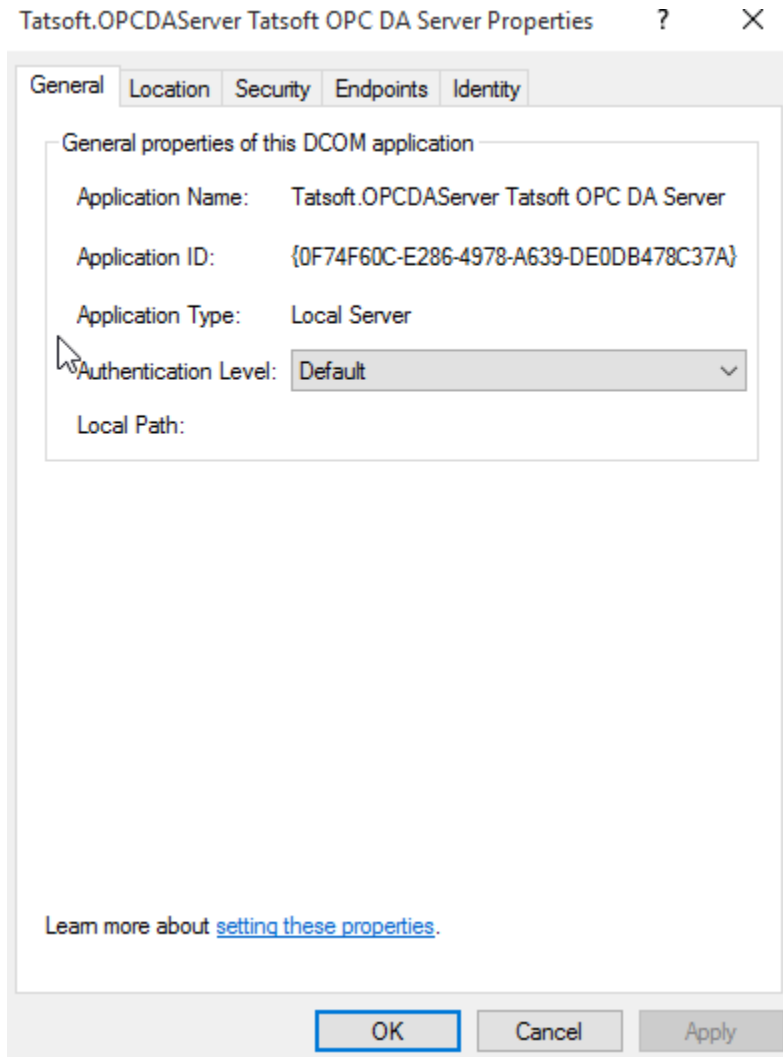 Tatsoft.OPCDAServer Tatsoft OPC DA Server Properties ?
General Location Security Endpoints Identity
General properties of this DCOM application
Application Name: Tatsoft.OPCDAServer Tatsoft OPC DA Server
Application ID: {0F74F60C-E286-4978-A639-DE0DB478C37A}
Application Type: Local Server
Authentication Level: Default
Local Path:
Learn more about setting these properties.
OK Cancel Apply